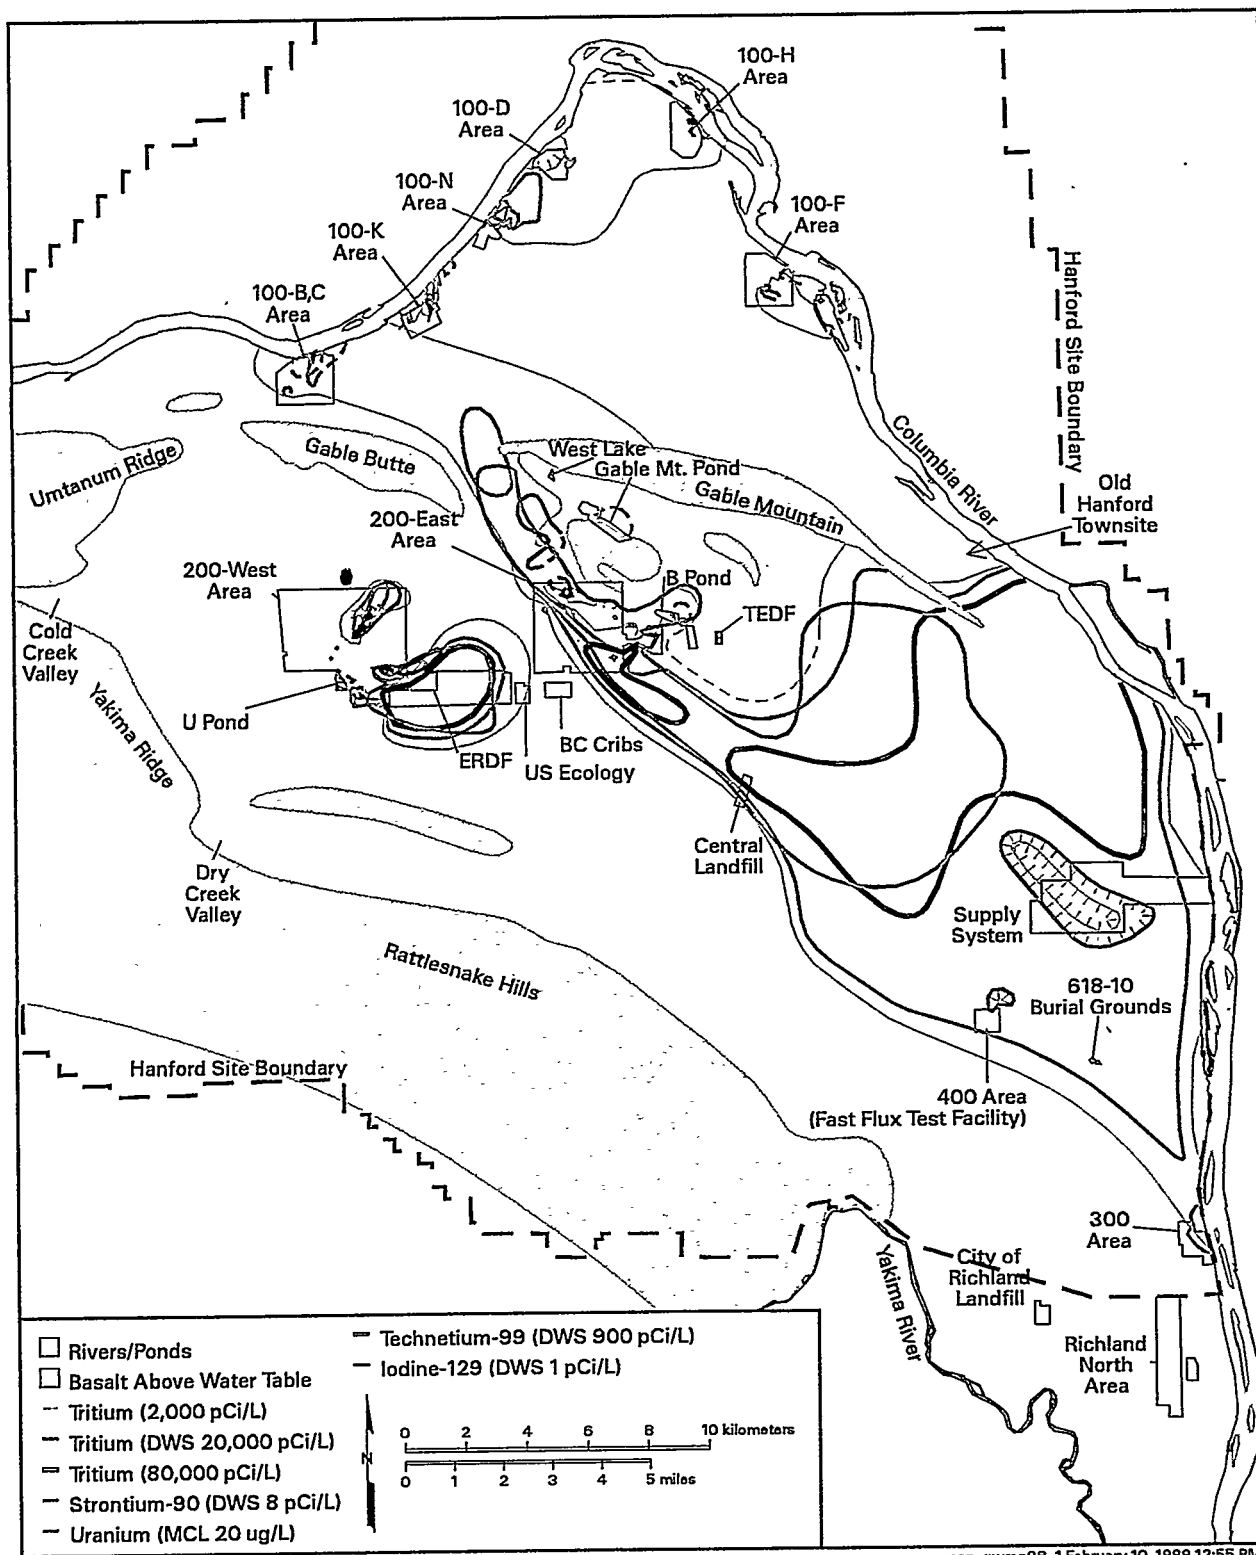 100-H
Area
100-D
Area
100-N
Area
100-K
Area
100-F
Area
100-B,C
Area
Hanford Site Boundary
Columbia River
Umtanum Ridge
Gable Butte
West Lake
Gable Mt. Pond
Gable Mountain
Old
Hanford
Townsite
200-East
Area
200-West
Area
B Pond
TEDF
Cold
Creek
Valley
Yakima Ridge
U Pond
ERDF
BC Cribs
US Ecology
Central
Landfill
Dry
Creek
Valley
Supply
System
Rattlesnake Hills
618-10
Burial Grounds
Hanford Site Boundary
400 Area
(Fast Flux Test Facility)
300
Area
City of
Richland
Landfill
Yakima River
Richland
North
Area
Rivers/Ponds
Basalt Above Water Table
Tritium (2,000 pCi/L)
Tritium (DWS 20,000 pCi/L)
Tritium (80,000 pCi/L)
Strontium-90 (DWS 8 pCi/L)
Uranium (MCL 20 ug/L)
Technetium-99 (DWS 900 pCi/L)
Iodine-129 (DWS 1 pCi/L)
N
0 2 4 6 8 10 kilometers
0 1 2 3 4 5 miles
February 10, 1999 12:55 PM